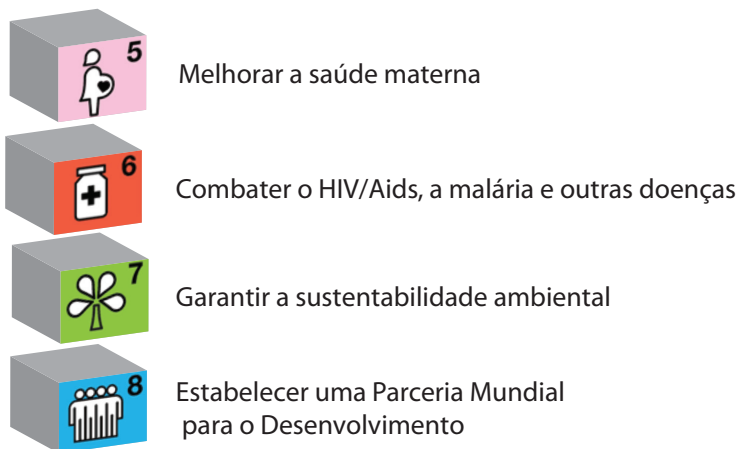 5
Melhorar a saúde materna
6
Combater o HIV/Aids, a malária e outras doenças
7
Garantir a sustentabilidade ambiental
8
Estabelecer uma Parceria Mundial
para o Desenvolvimento